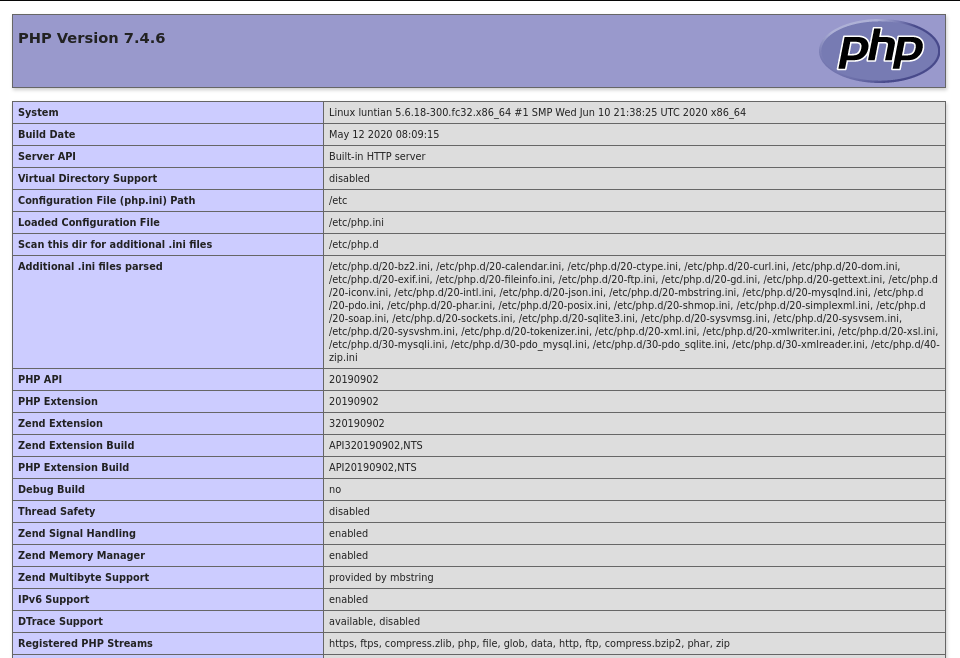 PHP Version 7.4.6
php
System Linux luntian 5.6.18-300.fc32.x86_64 #1 SMP Wed Jun 10 21:38:25 UTC 2020 x86_64
Build Date May 12 2020 08:09:15
Server API Built-in HTTP server
Virtual Directory Support disabled
Configuration File (php.ini) Path /etc
Loaded Configuration File /etc/php.ini
Scan this dir for additional .ini files /etc/php.d
Additional .ini files parsed /etc/php.d/20-bz2.ini, /etc/php.d/20-calendar.ini, /etc/php.d/20-ctype.ini, /etc/php.d/20-curl.ini, /etc/php.d/20-dom.ini,
/etc/php.d/20-exif.ini, /etc/php.d/20-fileinfo.ini, /etc/php.d/20-ftp.ini, /etc/php.d/20-gd.ini, /etc/php.d/20-gettext.ini, /etc/php.d
/20-iconv.ini, /etc/php.d/20-intl.ini, /etc/php.d/20-json.ini, /etc/php.d/20-mbstring.ini, /etc/php.d/20-mysqlnd.ini, /etc/php.d
/20-pdo.ini, /etc/php.d/20-phar.ini, /etc/php.d/20-posix.ini, /etc/php.d/20-shmop.ini, /etc/php.d/20-simplexml.ini, /etc/php.d
/20-soap.ini, /etc/php.d/20-sockets.ini, /etc/php.d/20-sqlite3.ini, /etc/php.d/20-sysvmsg.ini, /etc/php.d/20-sysvsem.ini,
/etc/php.d/20-sysvshm.ini, /etc/php.d/20-tokenizer.ini, /etc/php.d/20-xml.ini, /etc/php.d/20-xmlwriter.ini, /etc/php.d/20-xsl.ini,
/etc/php.d/30-mysqli.ini, /etc/php.d/30-pdo_mysql.ini, /etc/php.d/30-pdo_sqlite.ini, /etc/php.d/30-xmlreader.ini, /etc/php.d/40-
zip.ini
PHP API 20190902
PHP Extension 20190902
Zend Extension 320190902
Zend Extension Build API320190902,NTS
PHP Extension Build API20190902,NTS
Debug Build no
Thread Safety disabled
Zend Signal Handling enabled
Zend Memory Manager enabled
Zend Multibyte Support provided by mbstring
IPv6 Support enabled
DTrace Support available, disabled
Registered PHP Streams https, ftps, compress.zlib, php, file, glob, data, http, ftp, compress.bzip2, phar, zip